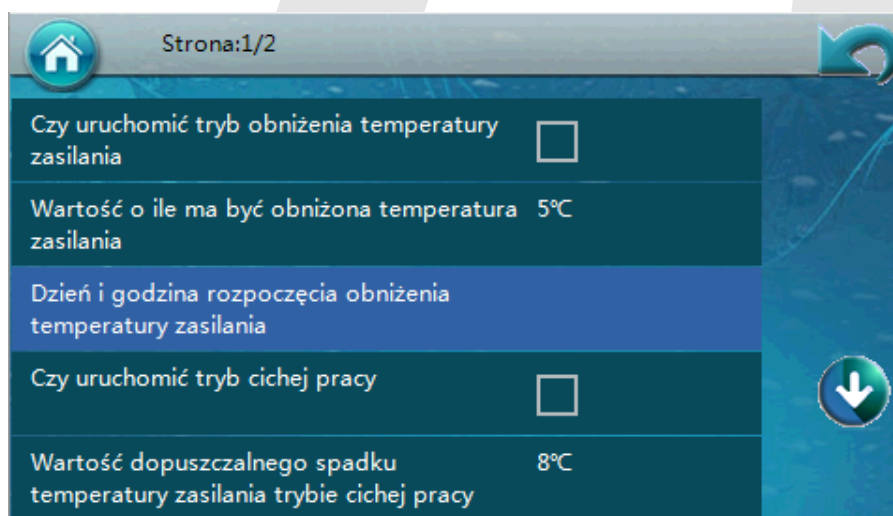 Strona:1/2
Czy uruchomić tryb obniżenia temperatury
zasilania
Wartość o ile ma być obniżona temperatura 5℃
zasilania
Dzień i godzina rozpoczęcia obniżenia
temperatury zasilania
Czy uruchomić tryb cichej pracy
Wartość dopuszczalnego spadku 8℃
temperatury zasilania trybie cichej pracy